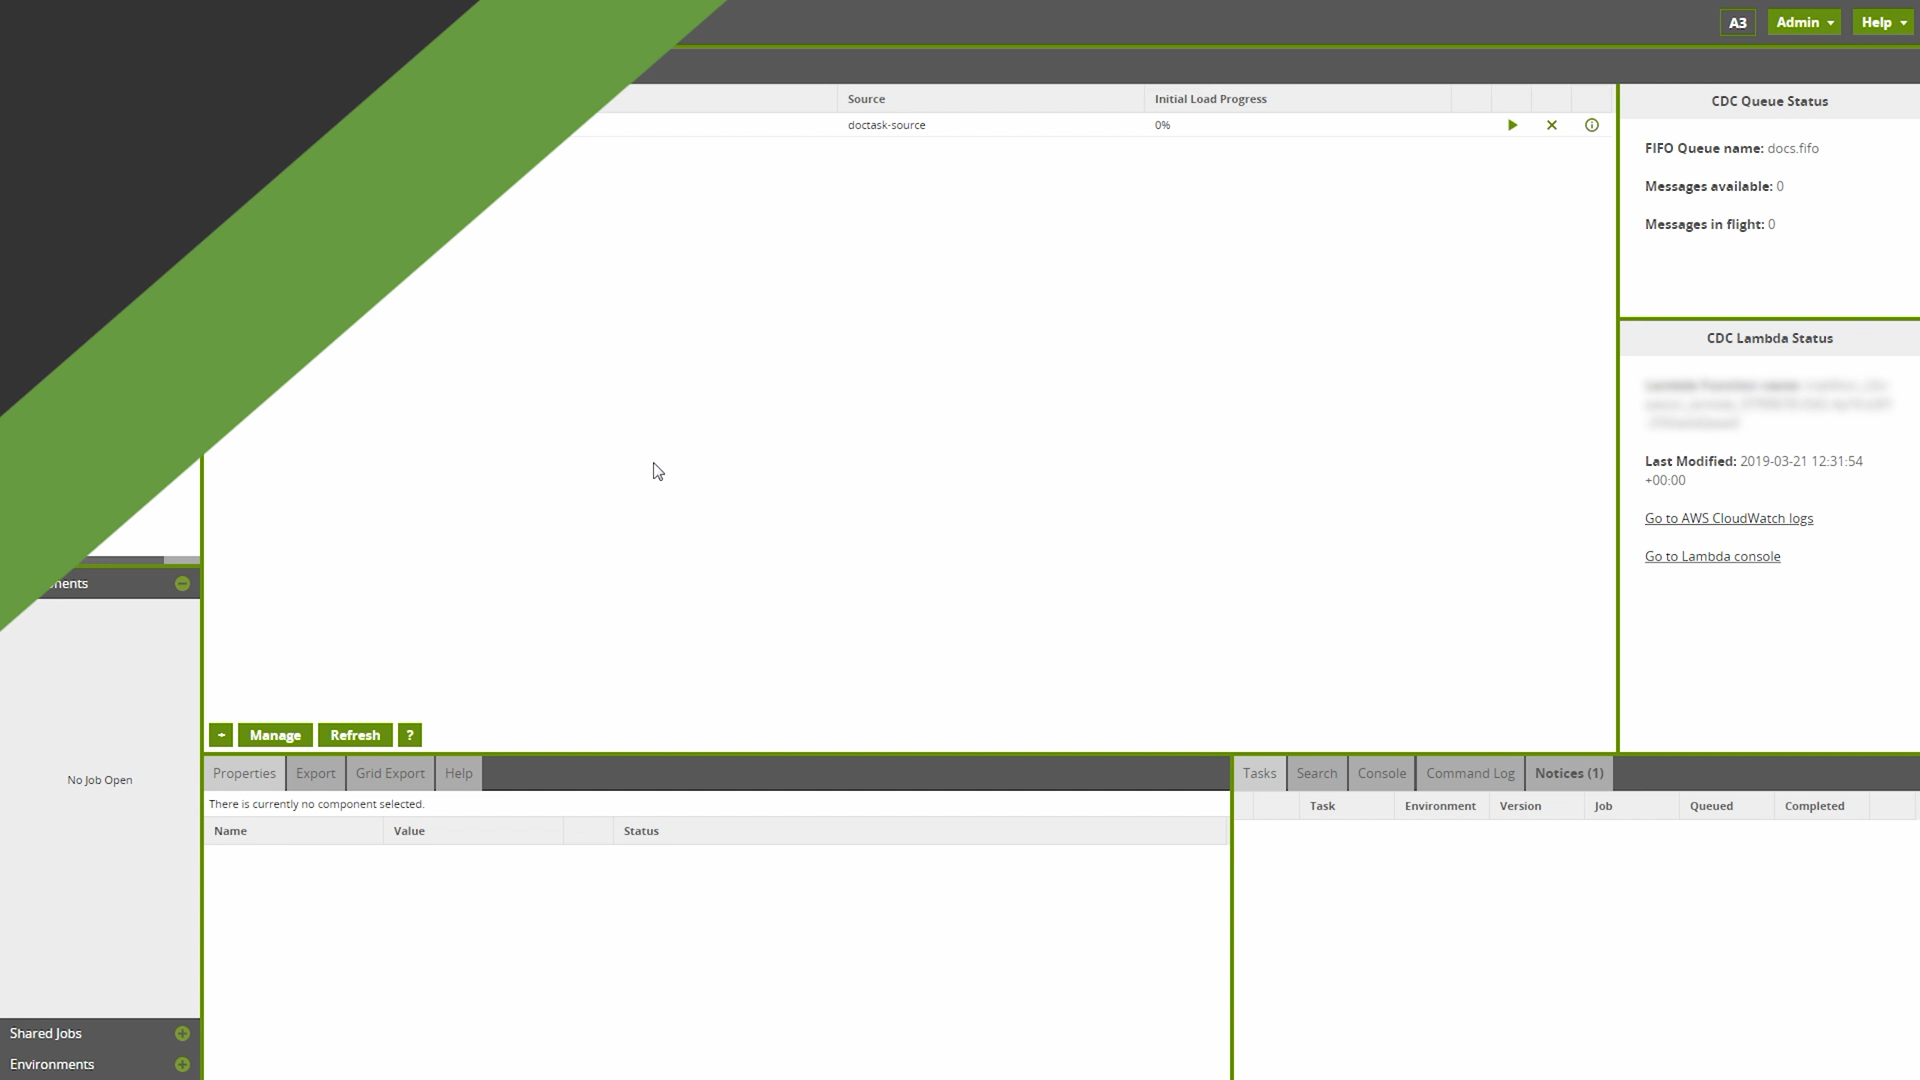 A3 Admin Help
Source Initial Load Progress
doctask-source 0%
CDC Queue Status
FIFO Queue name: docs.fifo
Messages available: 0
Messages in flight: 0
CDC Lambda Status
Last Modified: 2019-03-21 12:31:54
+00:00
Go to AWS CloudWatch logs
Go to Lambda console
nents
No Job Open
Shared Jobs
Environments
Manage Refresh ?
Properties Export Grid Export Help
There is currently no component selected.
Name Value Status
Tasks Search Console Command Log Notices (1)
Task Environment Version Job Queued Completed